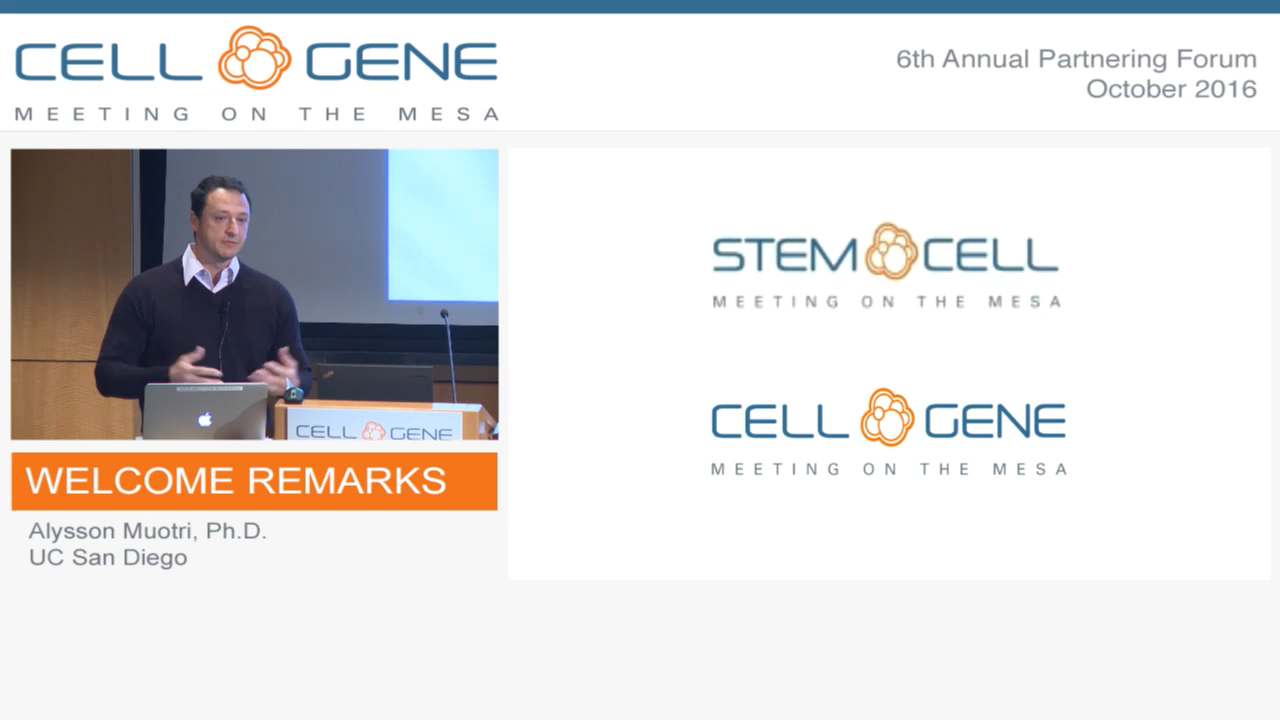 CELL GENE
MEETING ON THE MESA
6th Annual Partnering Forum
October 2016
CELL GENE
WELCOME REMARKS
Alysson Muotri, Ph.D.
UC San Diego
STEM CELL
MEETING ON THE MESA
CELL GENE
MEETING ON THE MESA